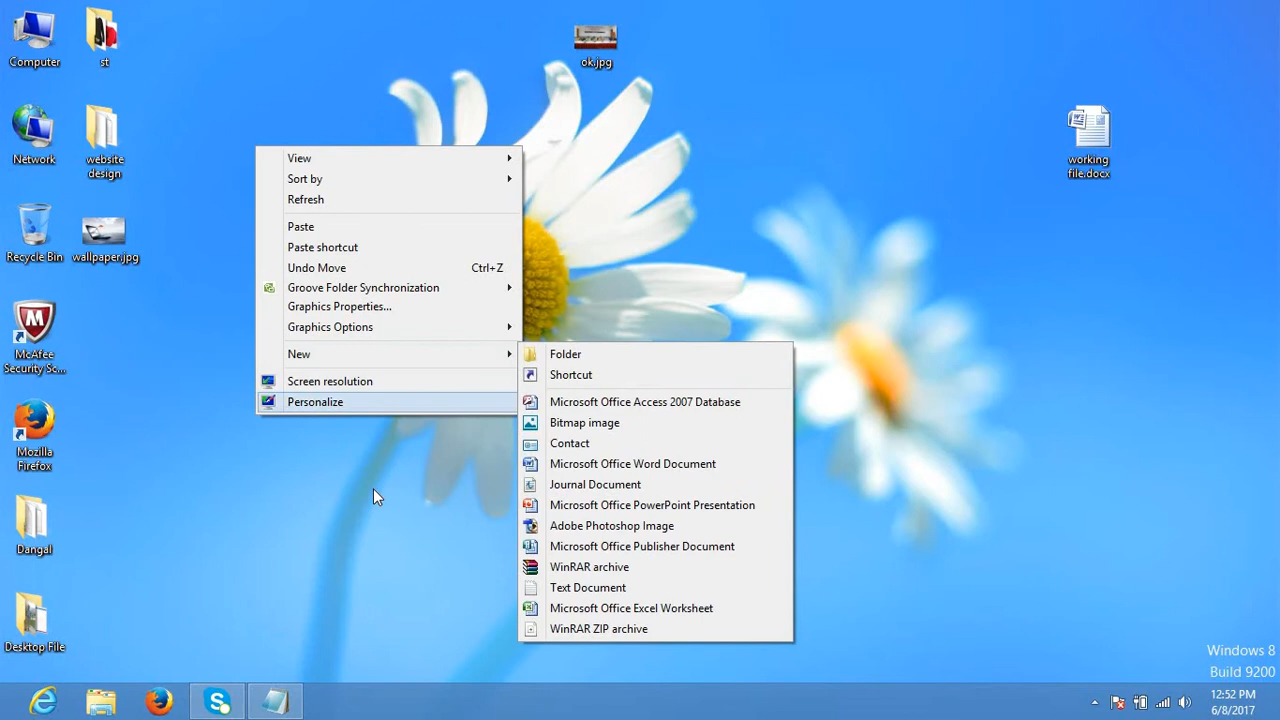 Computer
st
ok.jpg
Network
website
design
working
file.docx
Recycle Bin
wallpaper.jpg
McAfee
Security Sc...
Mozilla
Firefox
Dangal
Desktop File
View
Sort by
Refresh
Paste
Paste shortcut
Undo Move Ctrl+Z
Groove Folder Synchronization
Graphics Properties...
Graphics Options
New
Screen resolution
Personalize
Folder
Shortcut
Microsoft Office Access 2007 Database
Bitmap image
Contact
Microsoft Office Word Document
Journal Document
Microsoft Office PowerPoint Presentation
Adobe Photoshop Image
Microsoft Office Publisher Document
WinRAR archive
Text Document
Microsoft Office Excel Worksheet
WinRAR ZIP archive
Windows 8
Build 9200
12:52 PM
6/8/2017